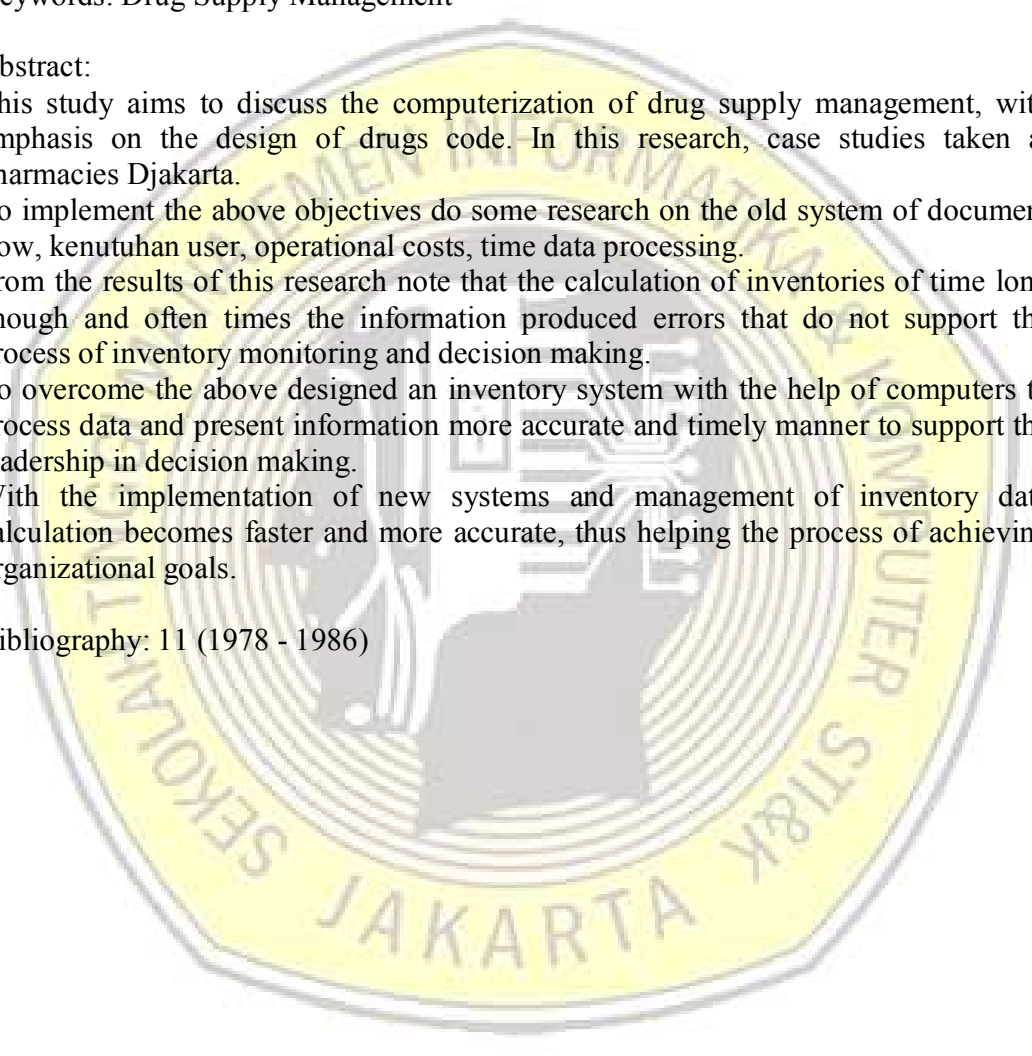 eywords: Drug Supply Management
bstract:
his study aims to discuss the computerization of drug supply management, wit
mphasis on the design of drugs code. In this research, case studies taken a
harmacies Djakarta.
o implement the above objectives do some research on the old system of documen
ow, kenutuhan user, operational costs, time data processing.
rom the results of this research note that the calculation of inventories of time lon
nough and often times the information produced errors that do not support th
rocess of inventory monitoring and decision making.
o overcome the above designed an inventory system with the help of computers t
rocess data and present information more accurate and timely manner to support th
adership in decision making.
With the implementation of new systems and management of inventory dat
alculation becomes faster and more accurate, thus helping the process of achievin
rganizational goals.
ibliography: 11 (1978 - 1986)
SEKOLAH TINGGI MANAJEMEN INFORMATIKA & KOMPUTER STI&K
JAKARTA